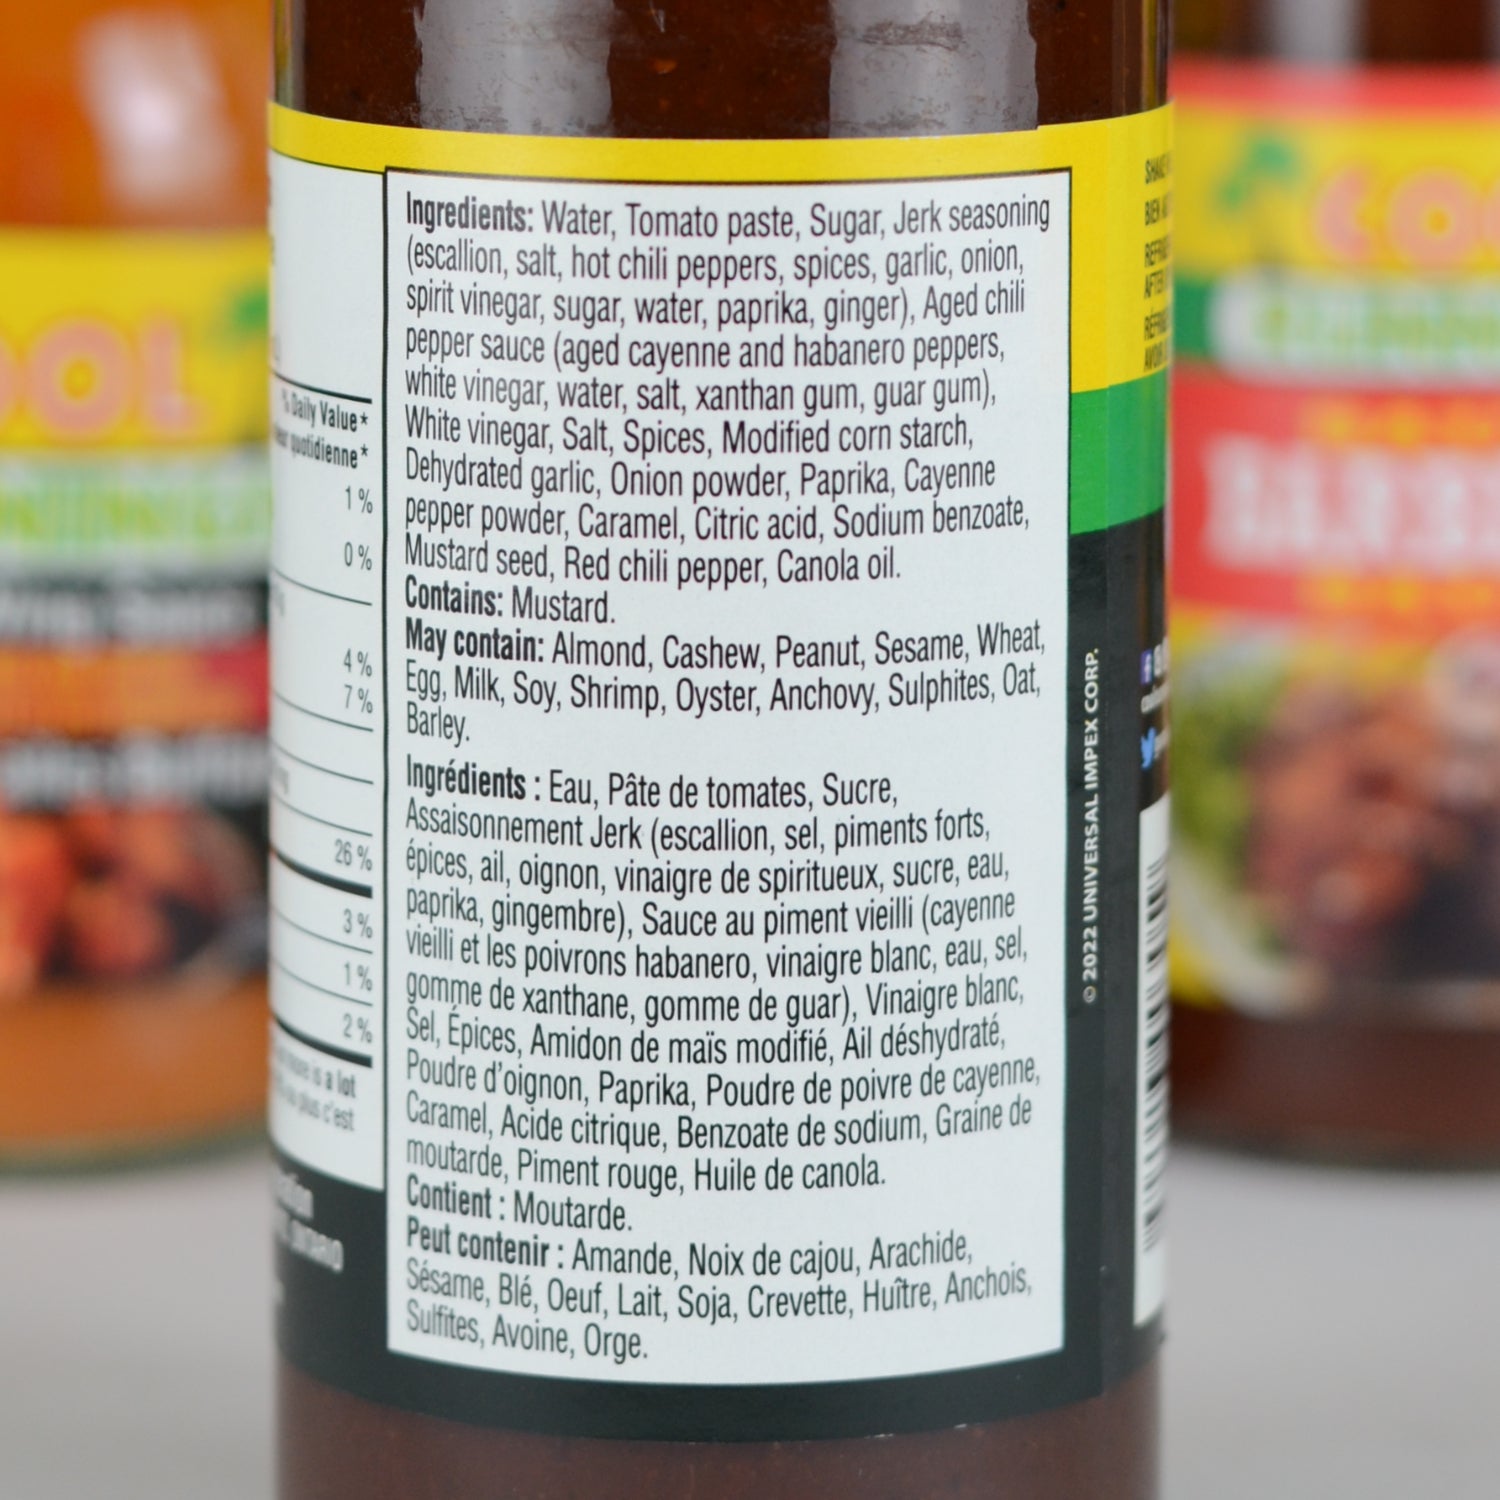 Ingredients: Water, Tomato paste, Sugar, Jerk seasoning
(escallion, salt, hot chili peppers, spices, garlic, onion,
spirit vinegar, sugar, water, paprika, ginger), Aged chili
pepper sauce (aged cayenne and habanero peppers,
white vinegar, water, salt, xanthan gum, guar gum),
White vinegar, Salt, Spices, Modified corn starch,
Dehydrated garlic, Onion powder, Paprika, Cayenne
pepper powder, Caramel, Citric acid, Sodium benzoate,
Mustard seed, Red chili pepper, Canola oil.
Contains: Mustard.
May contain: Almond, Cashew, Peanut, Sesame, Wheat,
Egg, Milk, Soy, Shrimp, Oyster, Anchovy, Sulphites, Oat,
Barley.
Ingrédients : Eau, Pâte de tomates, Sucre,
Assaisonnement Jerk (escallion, sel, piments forts,
épices, ail, oignon, vinaigre de spiritueux, sucre, eau,
paprika, gingembre), Sauce au piment vieilli (cayenne
vieilli et les poivrons habanero, vinaigre blanc, eau, sel,
gomme de xanthane, gomme de guar), Vinaigre blanc,
Sel, Épices, Amidon de maïs modifié, Ail déshydraté,
Poudre d'oignon, Paprika, Poudre de poivre de cayenne,
Caramel, Acide citrique, Benzoate de sodium, Graine de
moutarde, Piment rouge, Huile de canola.
Contient : Moutarde.
Peut contenir : Amande, Noix de cajou, Arachide,
Sésame, Blé, Oeuf, Lait, Soja, Crevette, Huître, Anchois,
Sulfites, Avoine, Orge.
% Daily Value*
quotidienne*
1 %
0 %
4 %
7 %
26 %
3 %
1 %
2 %
is a lot
plus c'est
ONTARIO
© 2022 UNIVERSAL IMPEX CORP.
SHAKE
BIEN
AFTER
COOL